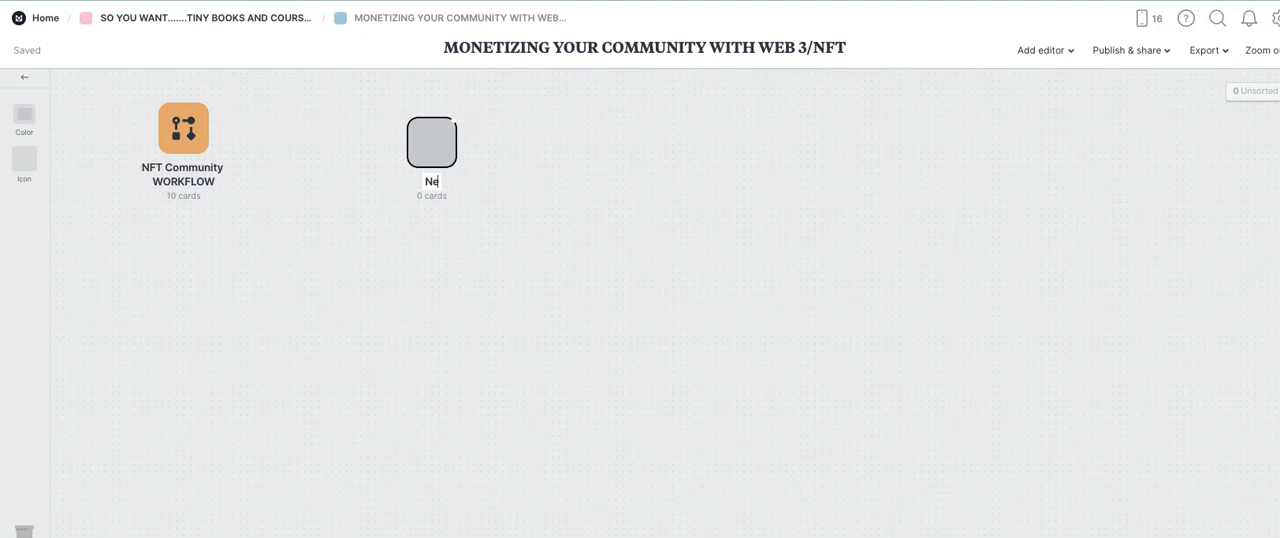 Home / SO YOU WANT.......TINY BOOKS AND COURS... / MONETIZING YOUR COMMUNITY WITH WEB...
16
Saved
MONETIZING YOUR COMMUNITY WITH WEB 3/NFT
Add editor
Publish & share
Export
Zoom o
0 Unsorted
Color
Icon
NFT Community
WORKFLOW
10 cards
Ne
0 cards